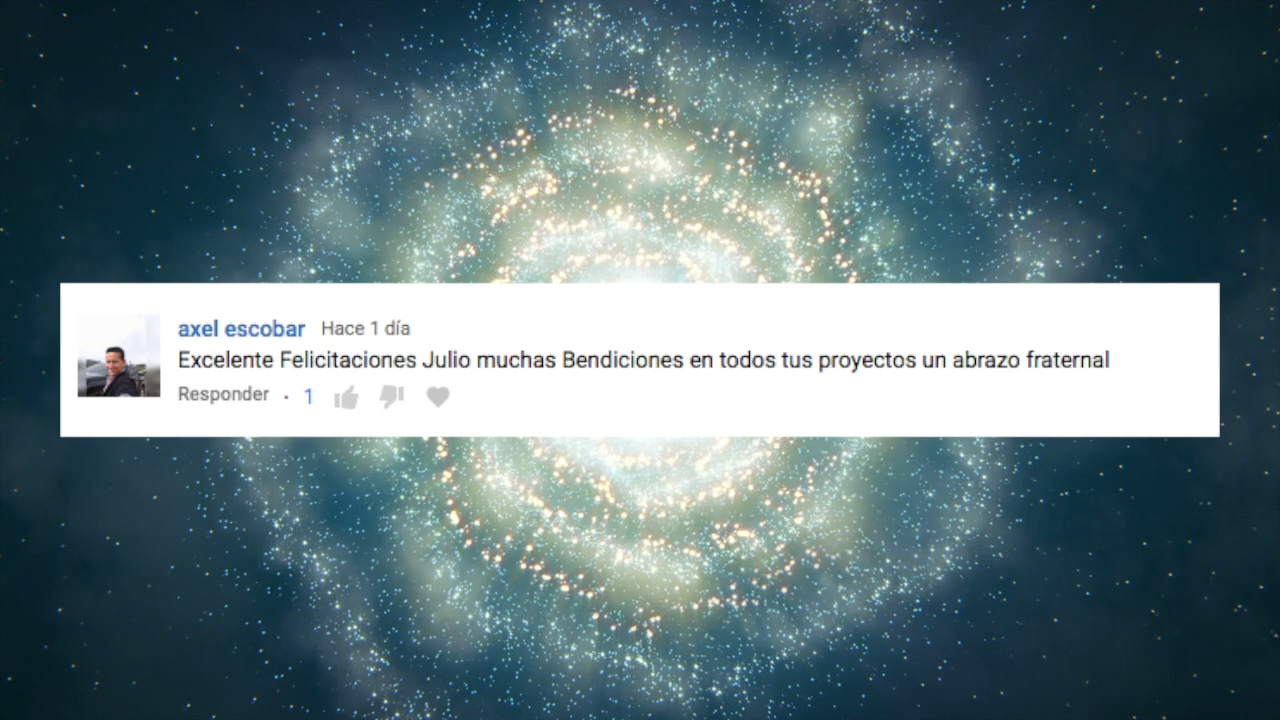 axel escobar Hace 1 día
Excelente Felicitaciones Julio muchas Bendiciones en todos tus proyectos un abrazo fraternal
Responder · 1